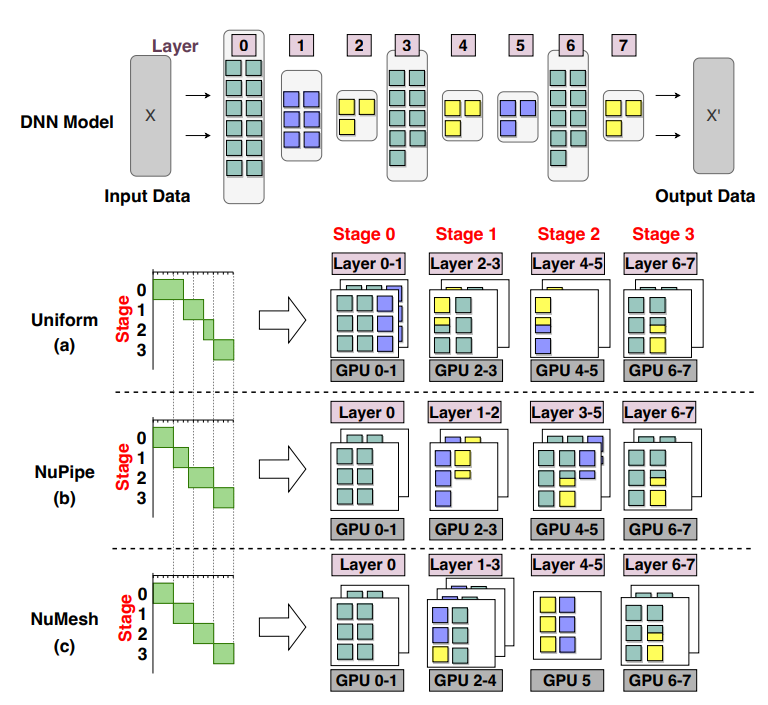 Layer 0 1 2 3 4 5 6 7
DNN Model
X
X'
Input Data
Output Data
Stage 0 Stage 1 Stage 2 Stage 3
Layer 0-1 Layer 2-3 Layer 4-5 Layer 6-7
Uniform
(a)
Stage
0
1
2
3
GPU 0-1 GPU 2-3 GPU 4-5 GPU 6-7
Layer 0 Layer 1-2 Layer 3-5 Layer 6-7
NuPipe
(b)
Stage
0
1
2
3
GPU 0-1 GPU 2-3 GPU 4-5 GPU 6-7
Layer 0 Layer 1-3 Layer 4-5 Layer 6-7
NuMesh
(c)
Stage
0
1
2
3
GPU 0-1 GPU 2-4 GPU 5 GPU 6-7